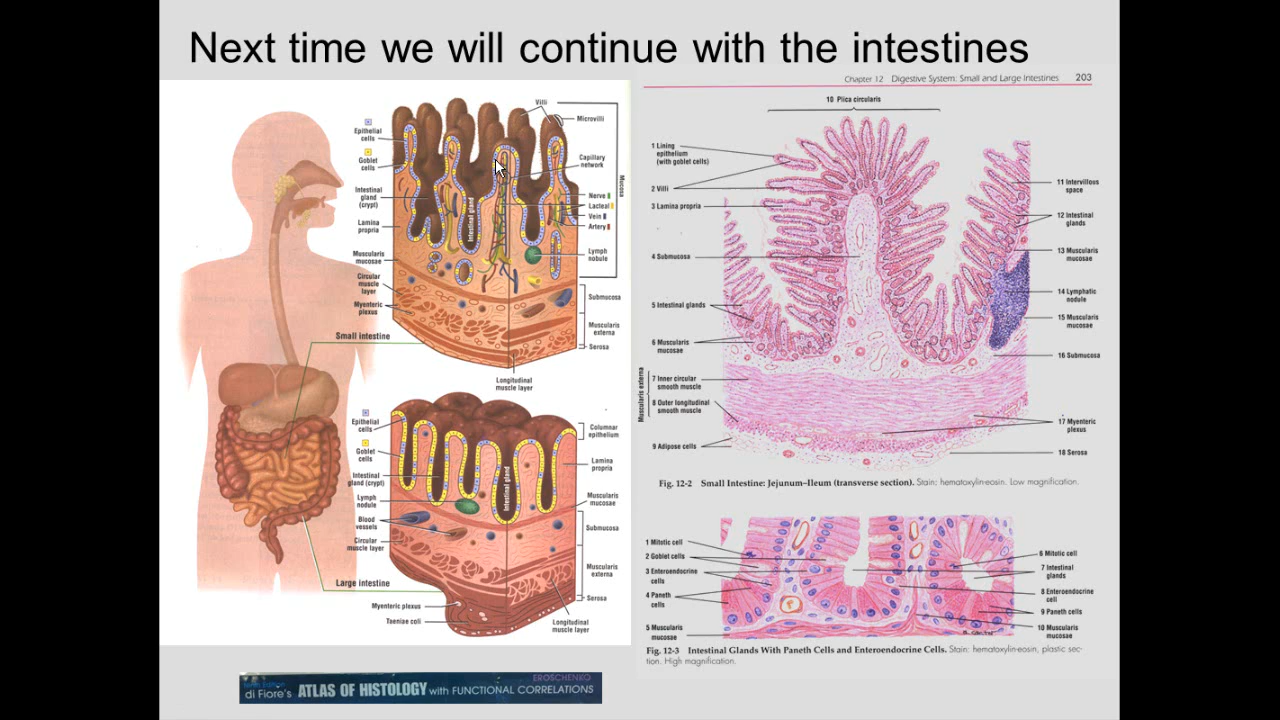 Next time we will continue with the intestines
Villi
Microvilli
Epithelial
cells
Goblet
cells
Capillary
network
Mucosa
Intestinal
gland
(crypt)
Intestinal gland
Nerve
Lacteal
Vein
Artery
Lamina
propria
Lymph
nobule
Muscularis
mucosae
Circular
muscle
layer
Myenteric
plexus
Submucosa
Muscularis
externa
Serosa
Small intestine
Longitudinal
muscle layer
Epithelial
cells
Columnar
epithelium
Goblet
cells
Lamina
propria
Intestinal
gland (crypt)
Intestinal gland
Lymph
nodule
Muscularis
mucosae
Blood
vessels
Submucosa
Circular
muscle layer
Muscularis
externa
Large intestine
Serosa
Myenteric plexus
Taeniae coli
Longitudinal
muscle layer
Chapter 12 Digestive System: Small and Large Intestines 203
10 Plica circularis
1 Lining
epithelium
(with goblet cells)
2 Villi
3 Lamina propria
4 Submucosa
5 Intestinal glands
6 Muscularis
mucosae
Muscularis externa
7 Inner circular
smooth muscle
8 Outer longitudinal
smooth muscle
9 Adipose cells
11 Intervillous
space
12 Intestinal
glands
13 Muscularis
mucosae
14 Lymphatic
nodule
15 Muscularis
mucosae
16 Submucosa
17 Myenteric
plexus
18 Serosa
Fig. 12-2 Small Intestine: Jejunum–Ileum (transverse section). Stain: hematoxylin-eosin. Low magnification.
1 Mitotic cell
2 Goblet cells
3 Enteroendocrine
cells
4 Paneth
cells
5 Muscularis
mucosae
6 Mitotic cell
7 Intestinal
glands
8 Enteroendocrine
cell
9 Paneth cells
10 Muscularis
mucosae
Fig. 12-3 Intestinal Glands With Paneth Cells and Enteroendocrine Cells. Stain: hematoxylin-eosin, plastic sec-
tion. High magnification.
EROSCHENKO
di Fiore's ATLAS OF HISTOLOGY with FUNCTIONAL CORRELATIONS